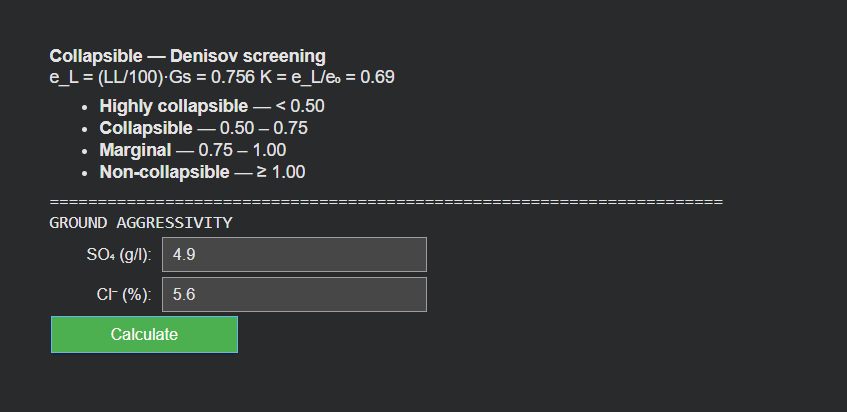 Collapsible — Denisov screening
e_L = (LL/100)·Gs = 0.756 K = e_L/e₀ = 0.69
• Highly collapsible — < 0.50
• Collapsible — 0.50 – 0.75
• Marginal — 0.75 – 1.00
• Non-collapsible — ≥ 1.00
======================================================================
GROUND AGGRESSIVITY
SO₄ (g/l): 4.9
Cl⁻ (%): 5.6
Calculate